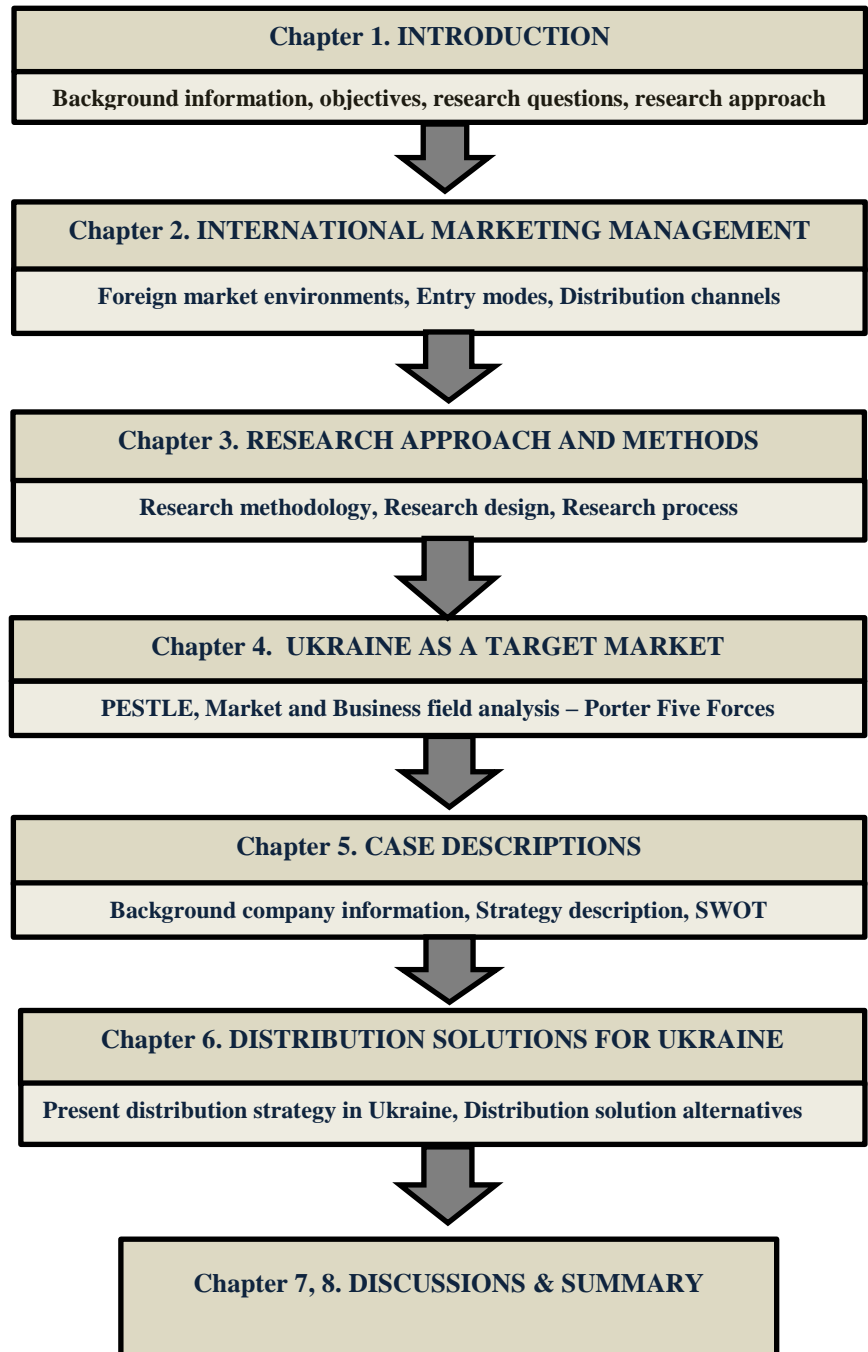 Chapter 1. INTRODUCTION
Background information, objectives, research questions, research approach
Chapter 2. INTERNATIONAL MARKETING MANAGEMENT
Foreign market environments, Entry modes, Distribution channels
Chapter 3. RESEARCH APPROACH AND METHODS
Research methodology, Research design, Research process
Chapter 4. UKRAINE AS A TARGET MARKET
PESTLE, Market and Business field analysis – Porter Five Forces
Chapter 5. CASE DESCRIPTIONS
Background company information, Strategy description, SWOT
Chapter 6. DISTRIBUTION SOLUTIONS FOR UKRAINE
Present distribution strategy in Ukraine, Distribution solution alternatives
Chapter 7, 8. DISCUSSIONS & SUMMARY